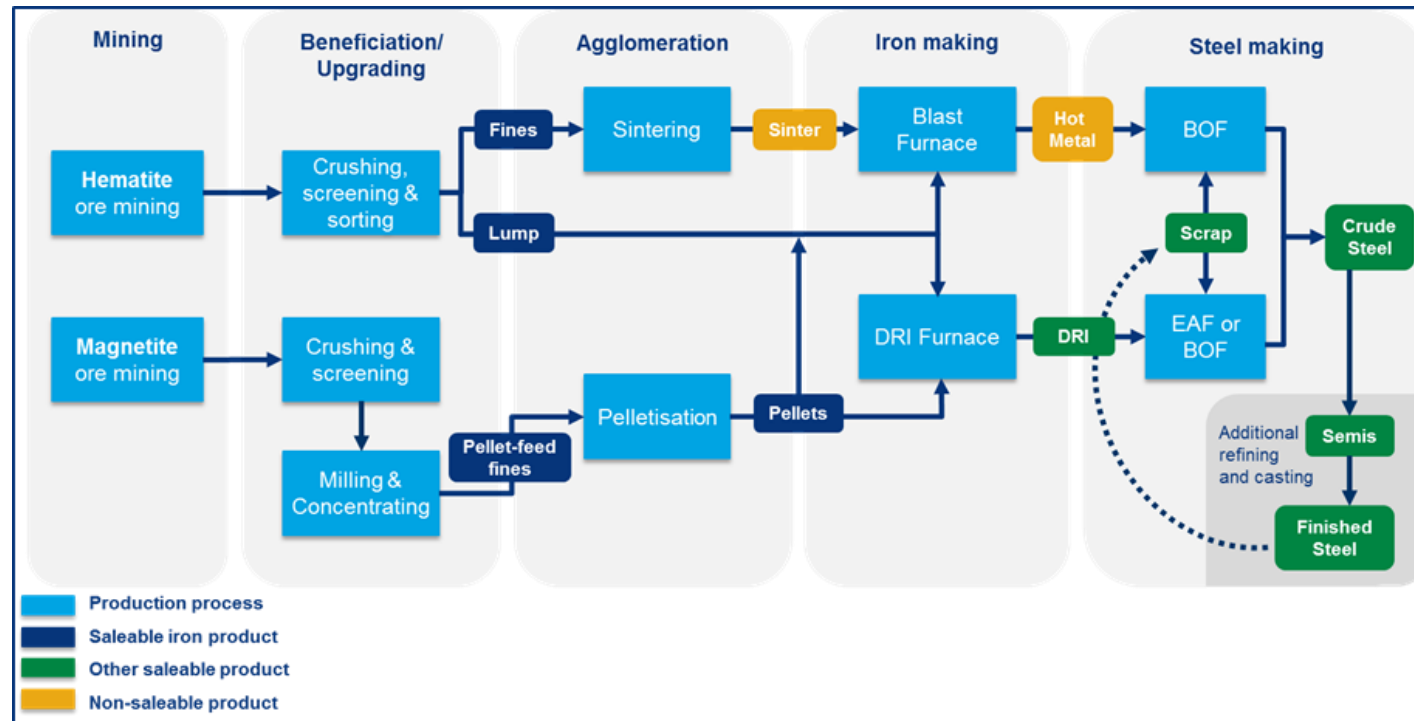 Mining
Beneficiation/
Upgrading
Agglomeration
Iron making
Steel making
Hematite
ore mining
Crushing,
screening &
sorting
Fines
Lump
Sintering
Sinter
Blast
Furnace
Hot
Metal
BOF
Scrap
Crude
Steel
Magnetite
ore mining
Crushing &
screening
Milling &
Concentrating
Pellet-feed
fines
Pelletisation
Pellets
DRI Furnace
DRI
EAF or
BOF
Additional
refining
and casting
Semis
Finished
Steel
Production process
Saleable iron product
Other saleable product
Non-saleable product